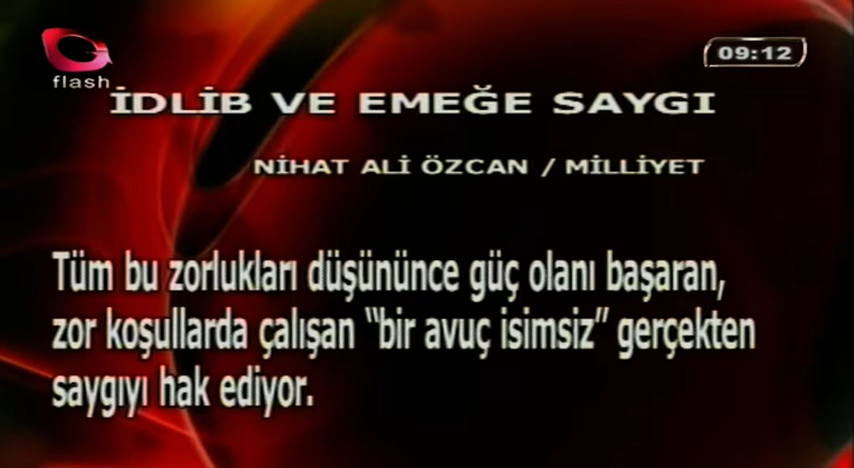 flash
09:12
İDLİB VE EMEĞE SAYGI
NİHAT ALİ ÖZCAN / MİLLİYET
Tüm bu zorlukları düşününce güç olanı başaran,
zor koşullarda çalışan "bir avuç isimsiz" gerçekten
saygıyı hak ediyor.